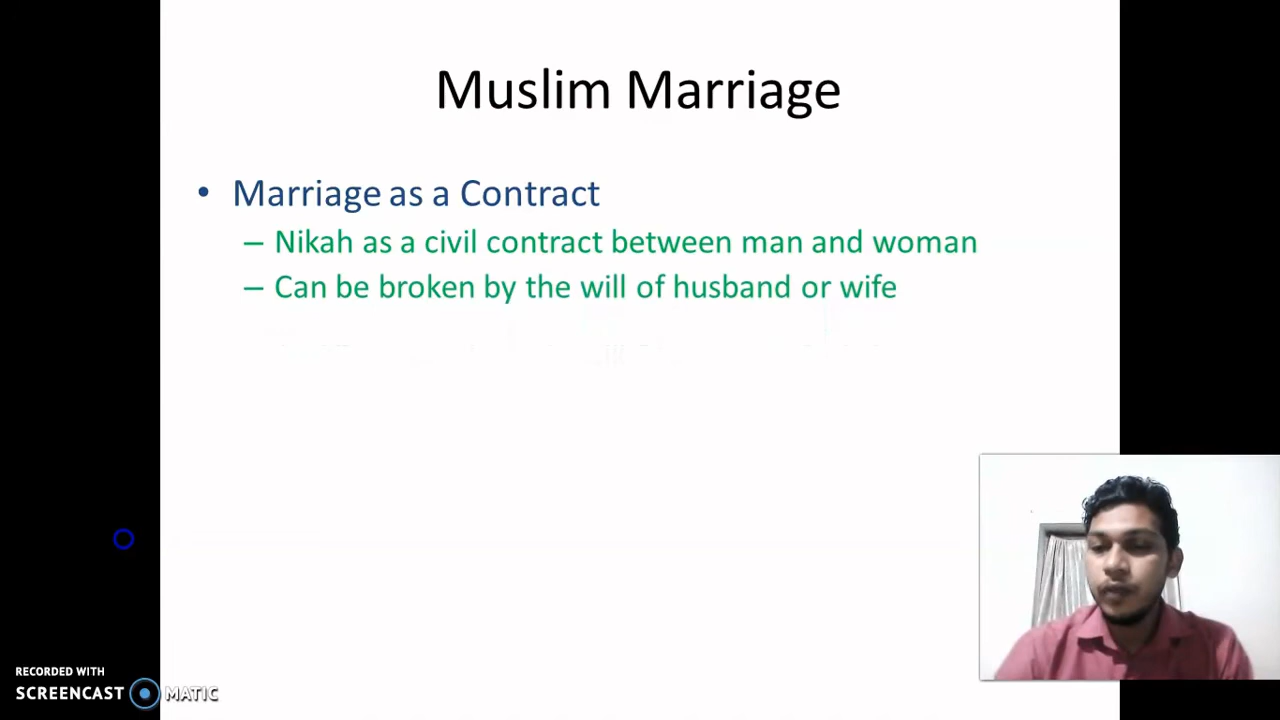 Muslim Marriage
• Marriage as a Contract
– Nikah as a civil contract between man and woman
– Can be broken by the will of husband or wife
RECORDED WITH
SCREENCAST MATIC